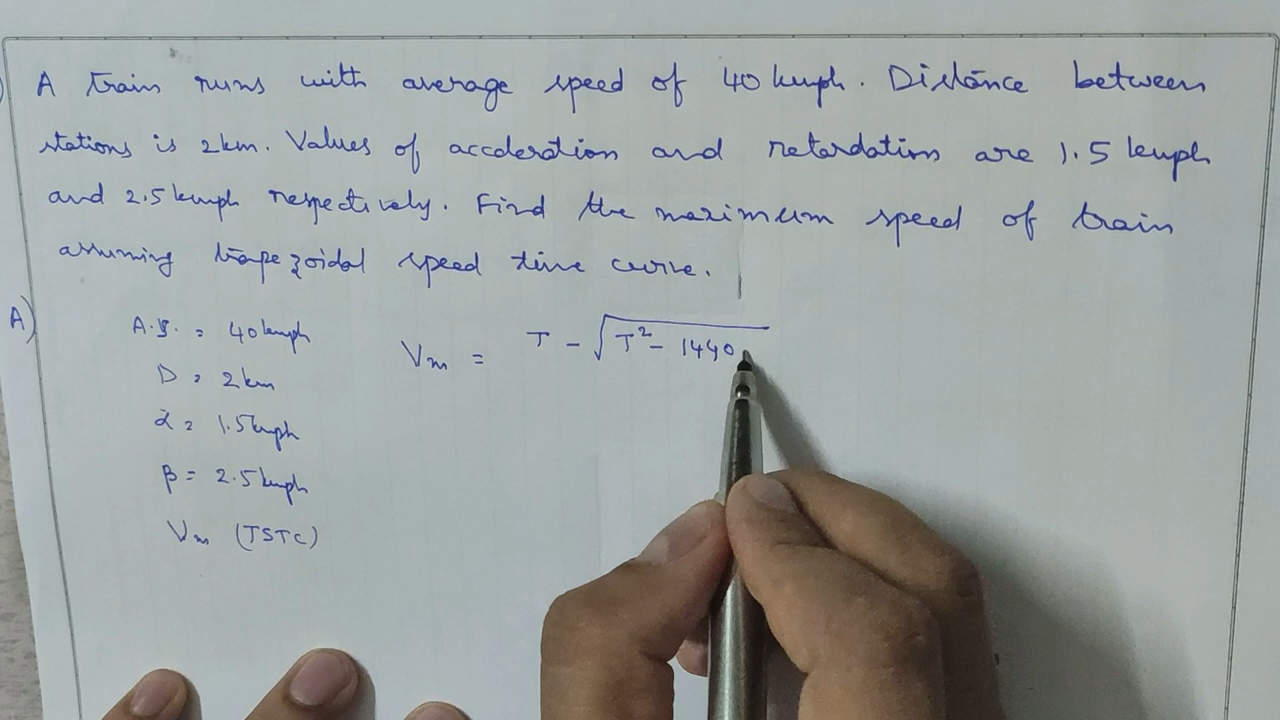 A train runs with average speed of 40 kmph. Distance between
stations is 2km. Values of acceleration and retardation are 1.5 kmph
and 2.5 kmph respectively. Find the maximum speed of train
assuming trapezoidal speed time curve.
A)
A.S. = 40 kmph
D = 2 km
α = 1.5 kmph
β = 2.5 kmph
Vm (TSTC)
Vm = T - √T² - 1440